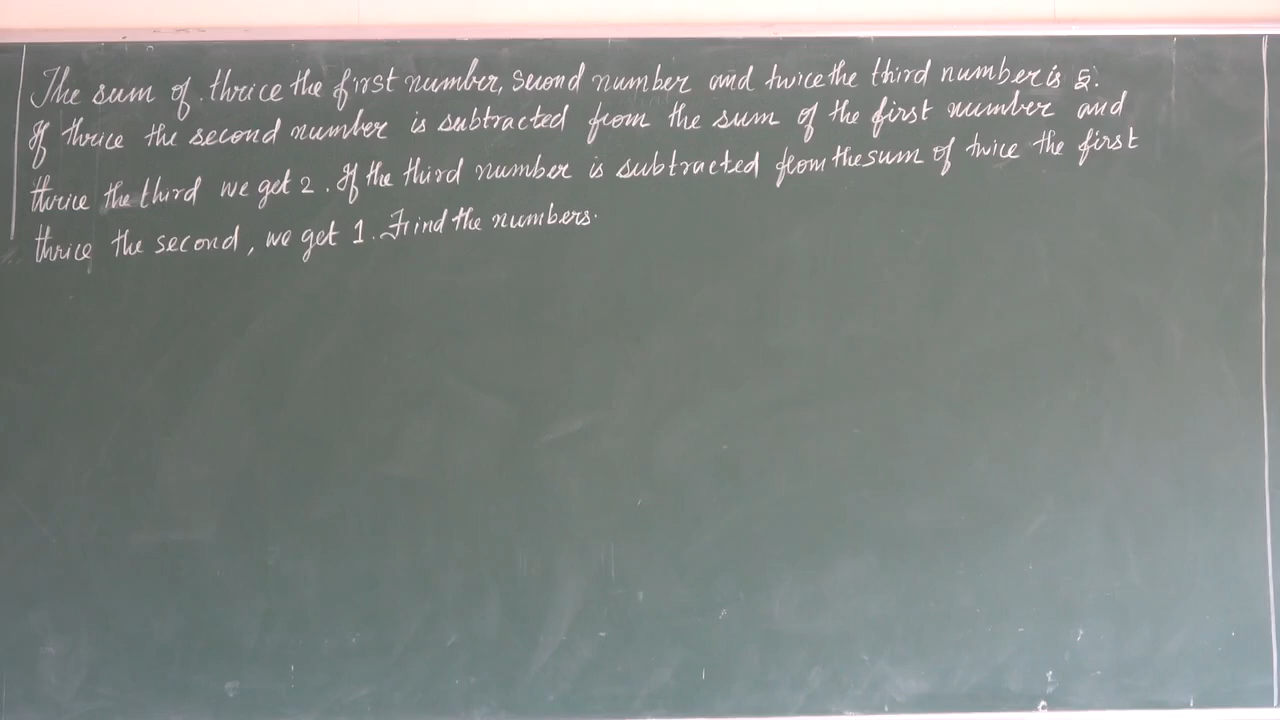 The sum of thrice the first number, second number and twice the third number is 5.
If thrice the second number is subtracted from the sum of the first number and
thrice the third we get 2. If the third number is subtracted from the sum of twice the first
thrice the second, we get 1. Find the numbers.